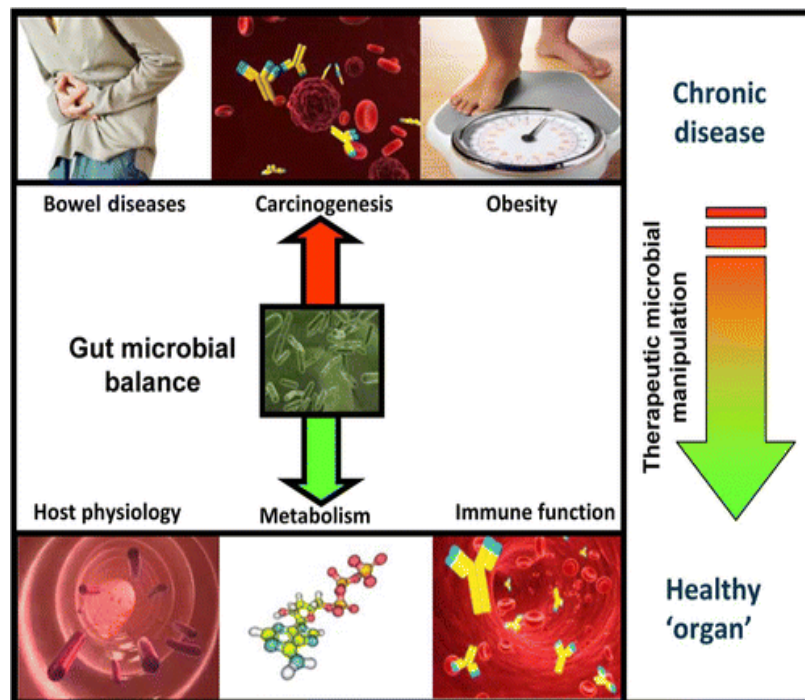 Chronic
disease
Bowel diseases
Carcinogenesis
Obesity
Gut microbial
balance
Therapeutic microbial
manipulation
Host physiology
Metabolism
Immune function
Healthy
‘organ’